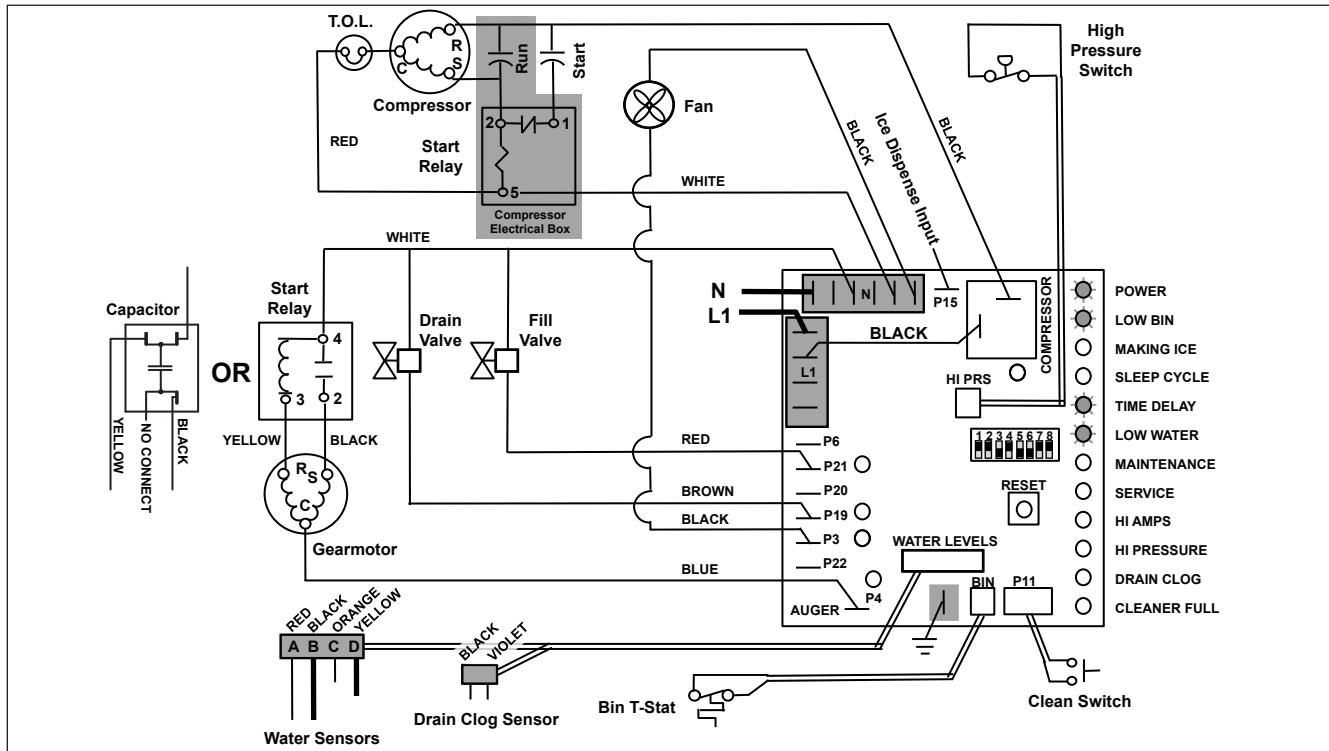 T.O.L.
R
S
C
Compressor
Run
Start
2
1
Start
Relay
5
Compressor
Electrical Box
RED
WHITE
Fan
BLACK
Ice Dispense Input
BLACK
High
Pressure
Switch
WHITE
Capacitor
YELLOW
NO CONNECT
BLACK
OR
Start
Relay
4
3
2
YELLOW
BLACK
R
S
C
Gearmotor
Drain
Valve
Fill
Valve
N
L1
N
L1
P15
BLACK
COMPRESSOR
HI PRS
1 2 3 4 5 6 7 8
RESET
POWER
LOW BIN
MAKING ICE
SLEEP CYCLE
TIME DELAY
LOW WATER
MAINTENANCE
SERVICE
HI AMPS
HI PRESSURE
DRAIN CLOG
CLEANER FULL
RED
BROWN
BLACK
BLUE
P6
P21
P20
P19
P3
P22
P4
AUGER
WATER LEVELS
BIN
P11
RED
BLACK
ORANGE
YELLOW
A B C D
Water Sensors
BLACK
VIOLET
Drain Clog Sensor
Bin T-Stat
Clean Switch